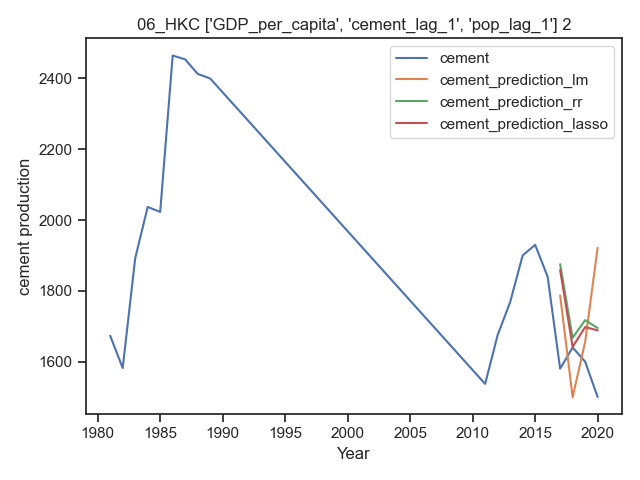 06_HKC ['GDP_per_capita', 'cement_lag_1', 'pop_lag_1'] 2
cement
cement_prediction_lm
cement_prediction_rr
cement_prediction_lasso
cement production
2400
2200
2000
1800
1600
1980 1985 1990 1995 2000 2005 2010 2015 2020
Year